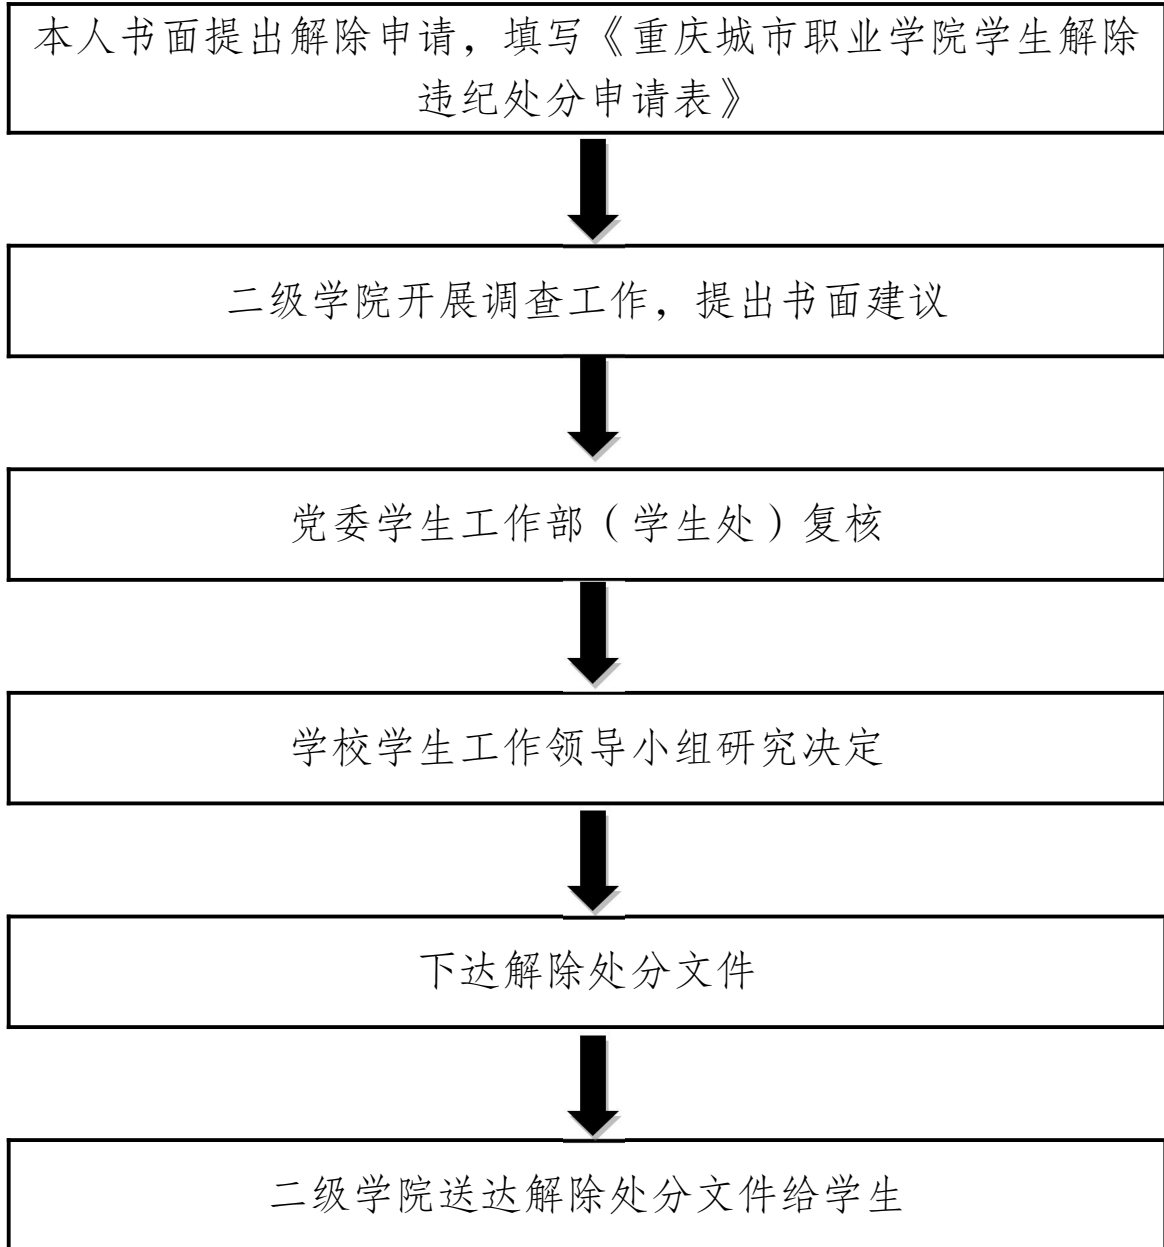 本人书面提出解除申请，填写《重庆城市职业学院学生解除
违纪处分申请表》
二级学院开展调查工作，提出书面建议
党委学生工作部（学生处）复核
学校学生工作领导小组研究决定
下达解除处分文件
二级学院送达解除处分文件给学生